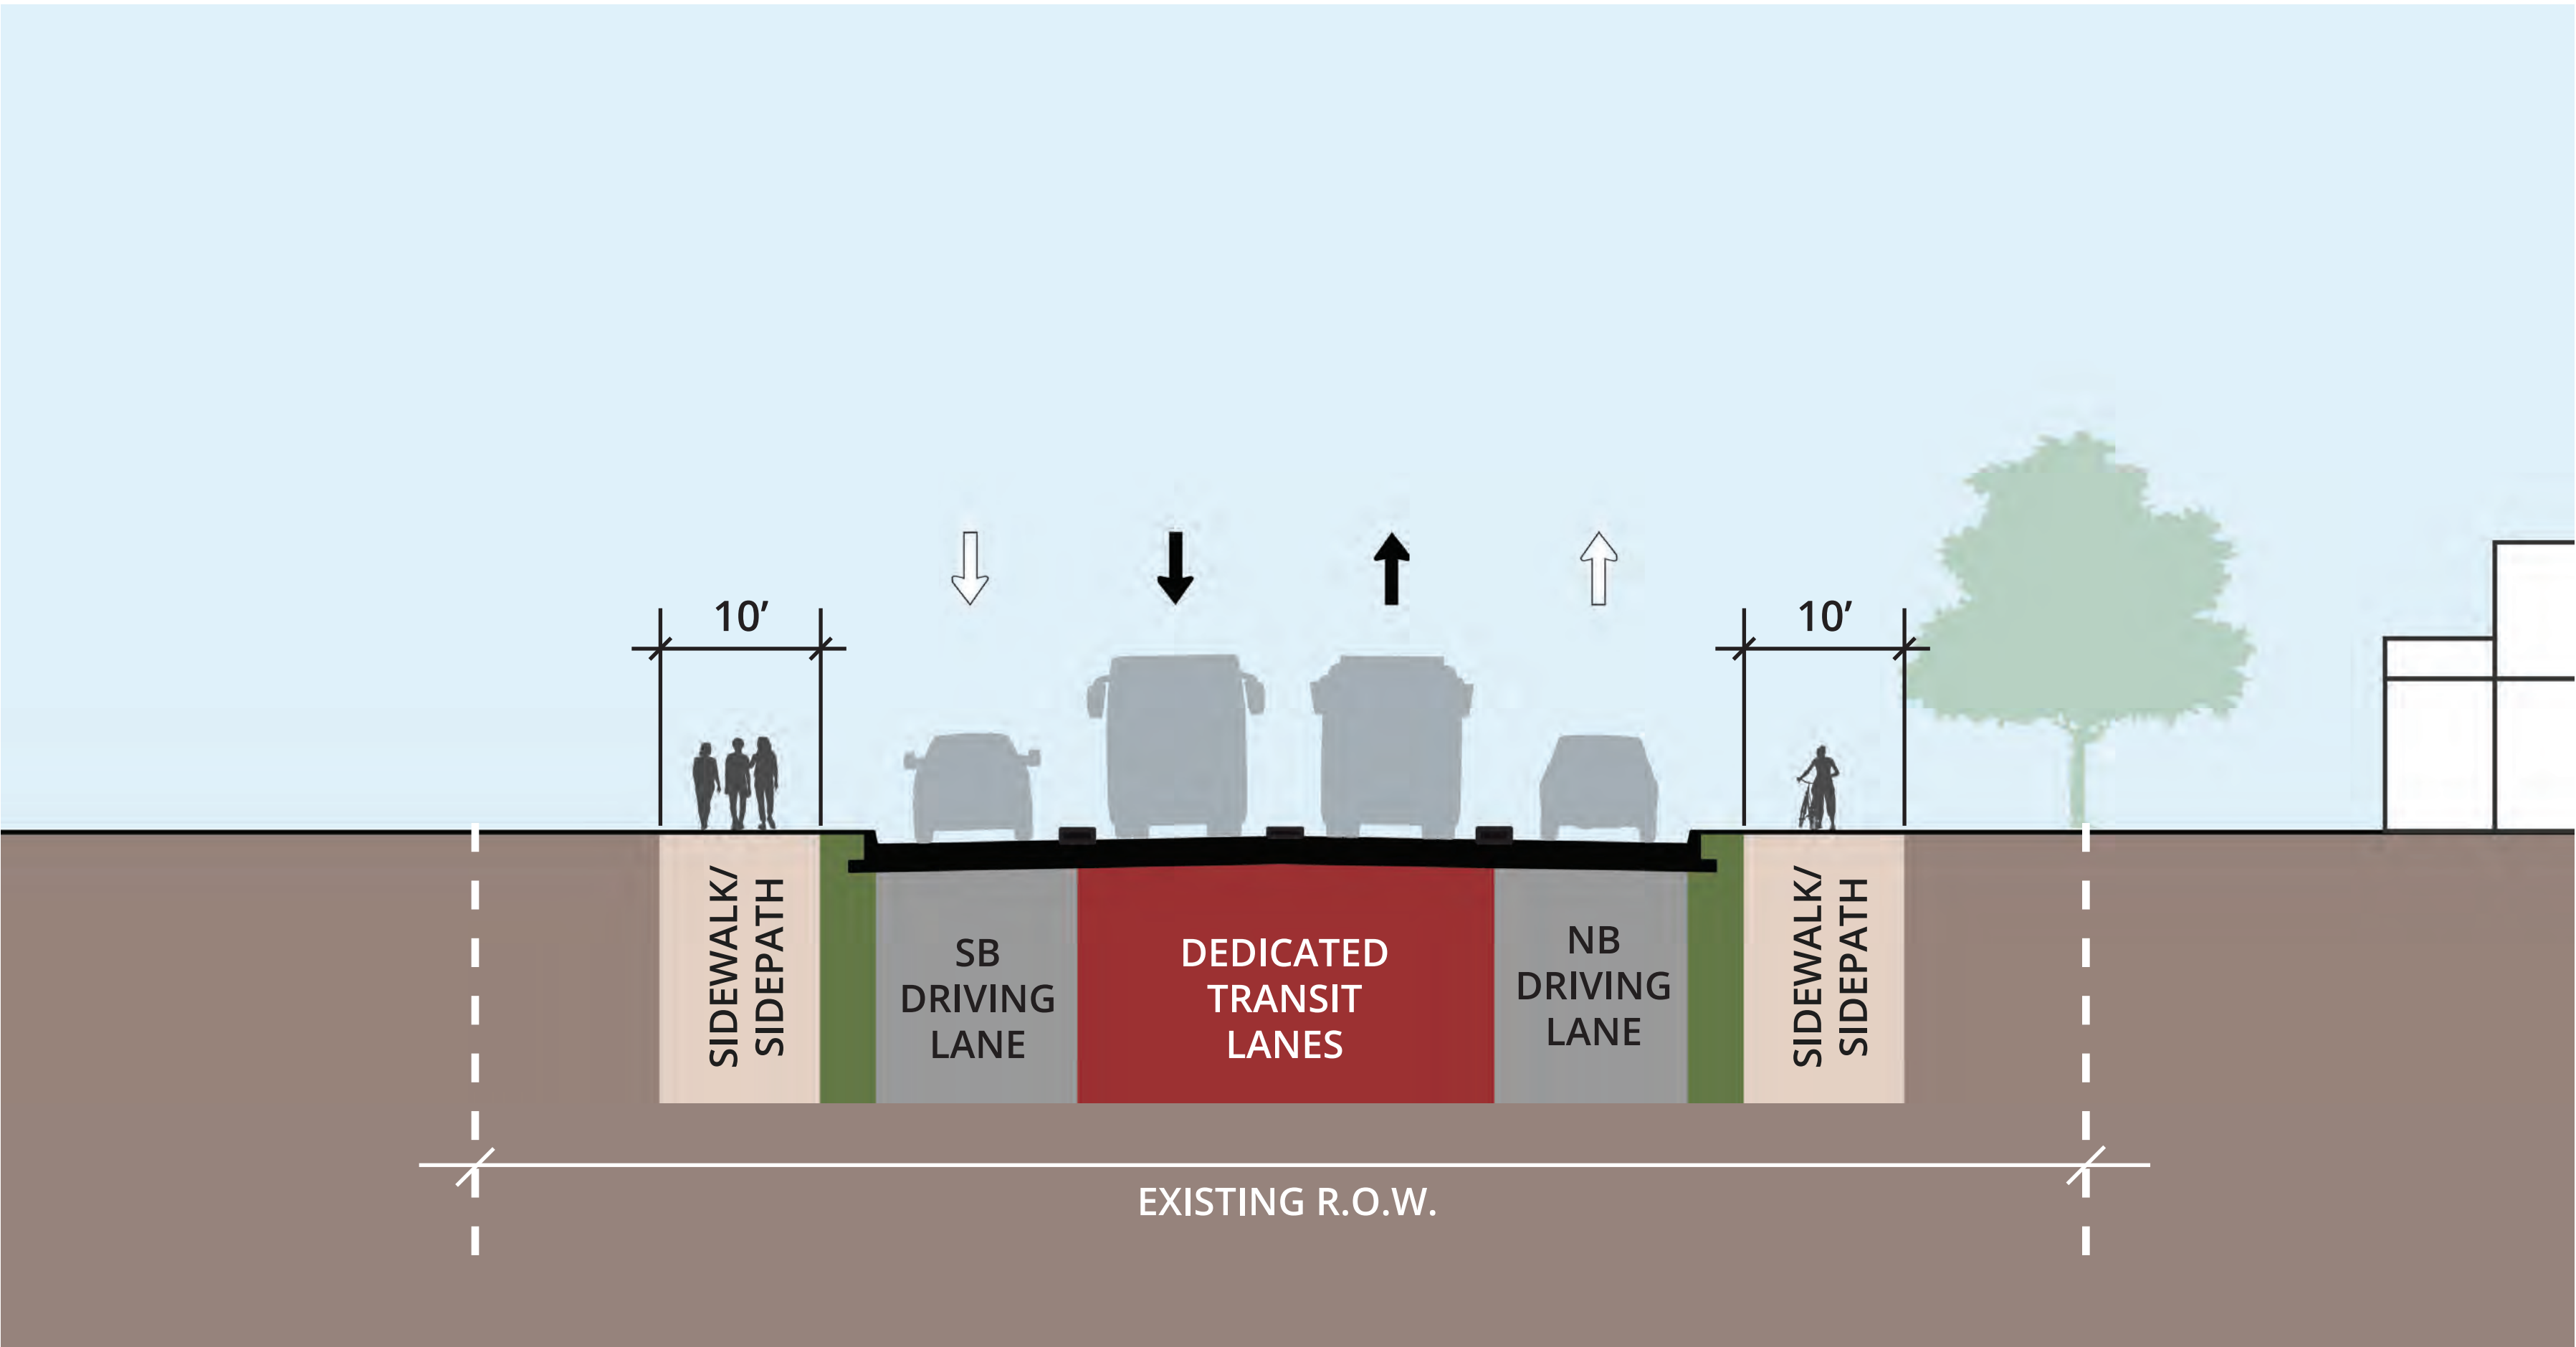 10’
10’
SIDEWALK/
SIDEPATH
SB
DRIVING
LANE
DEDICATED
TRANSIT
LANES
NB
DRIVING
LANE
SIDEWALK/
SIDEPATH
EXISTING R.O.W.